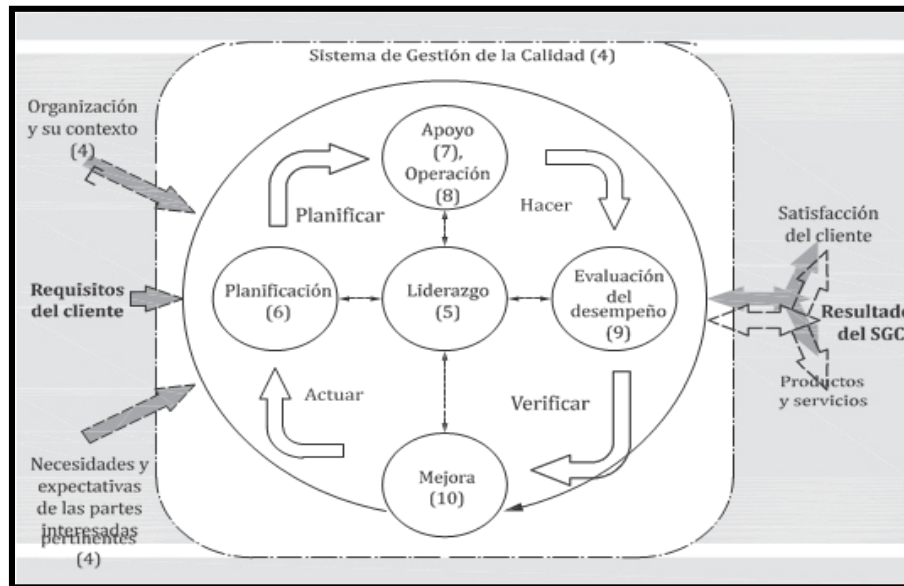 Sistema de Gestión de la Calidad (4)
Organización
y su contexto
(4)
Apoyo
(7),
Operación
(8)
Planificar
Hacer
Satisfacción
del cliente
Requisitos
del cliente
Planificación
(6)
Liderazgo
(5)
Evaluación
del
desempeño
(9)
Resultado
del SGC
Actuar
Verificar
Productos
y servicios
Mejora
(10)
Necesidades y
expectativas
de las partes
interesadas
pertinentes
(4)